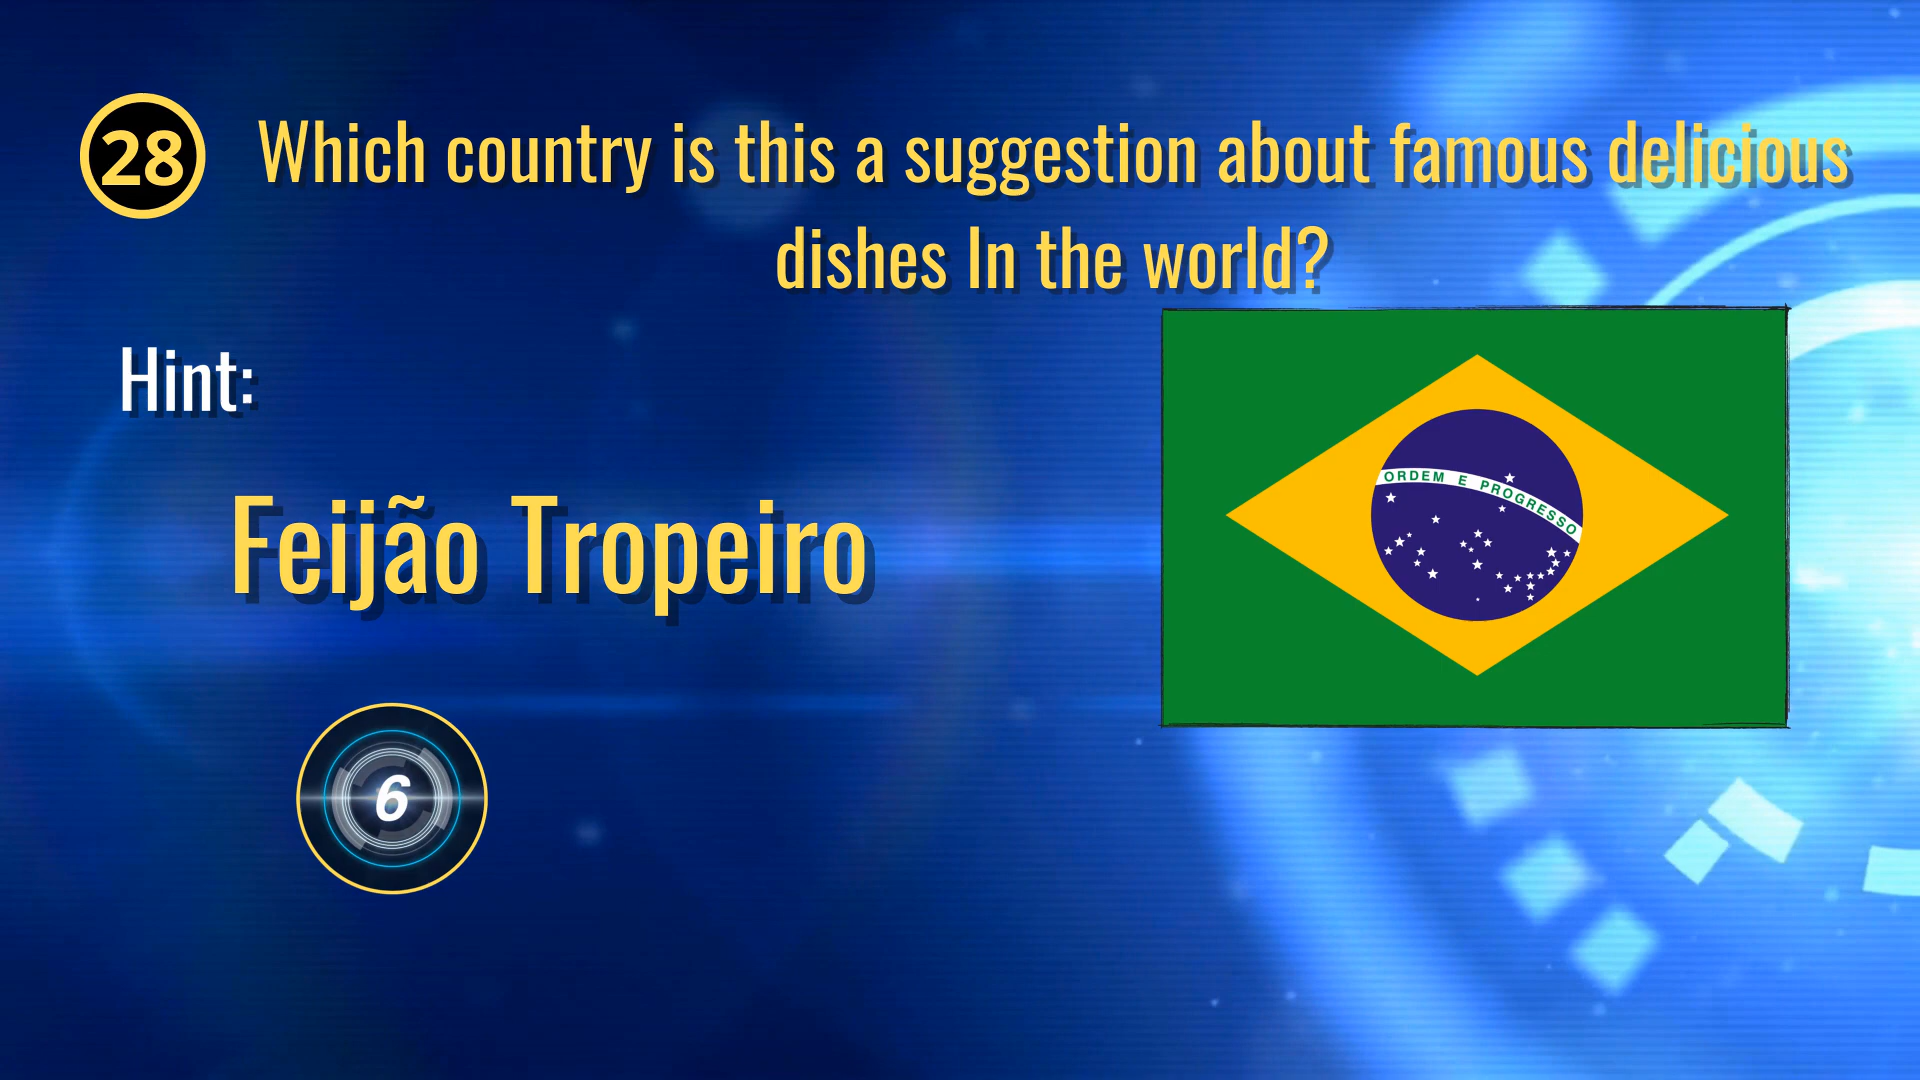 28
Which country is this a suggestion about famous delicious
dishes In the world?
Hint:
Feijão Tropeiro
ORDEM E PROGRESSO
6